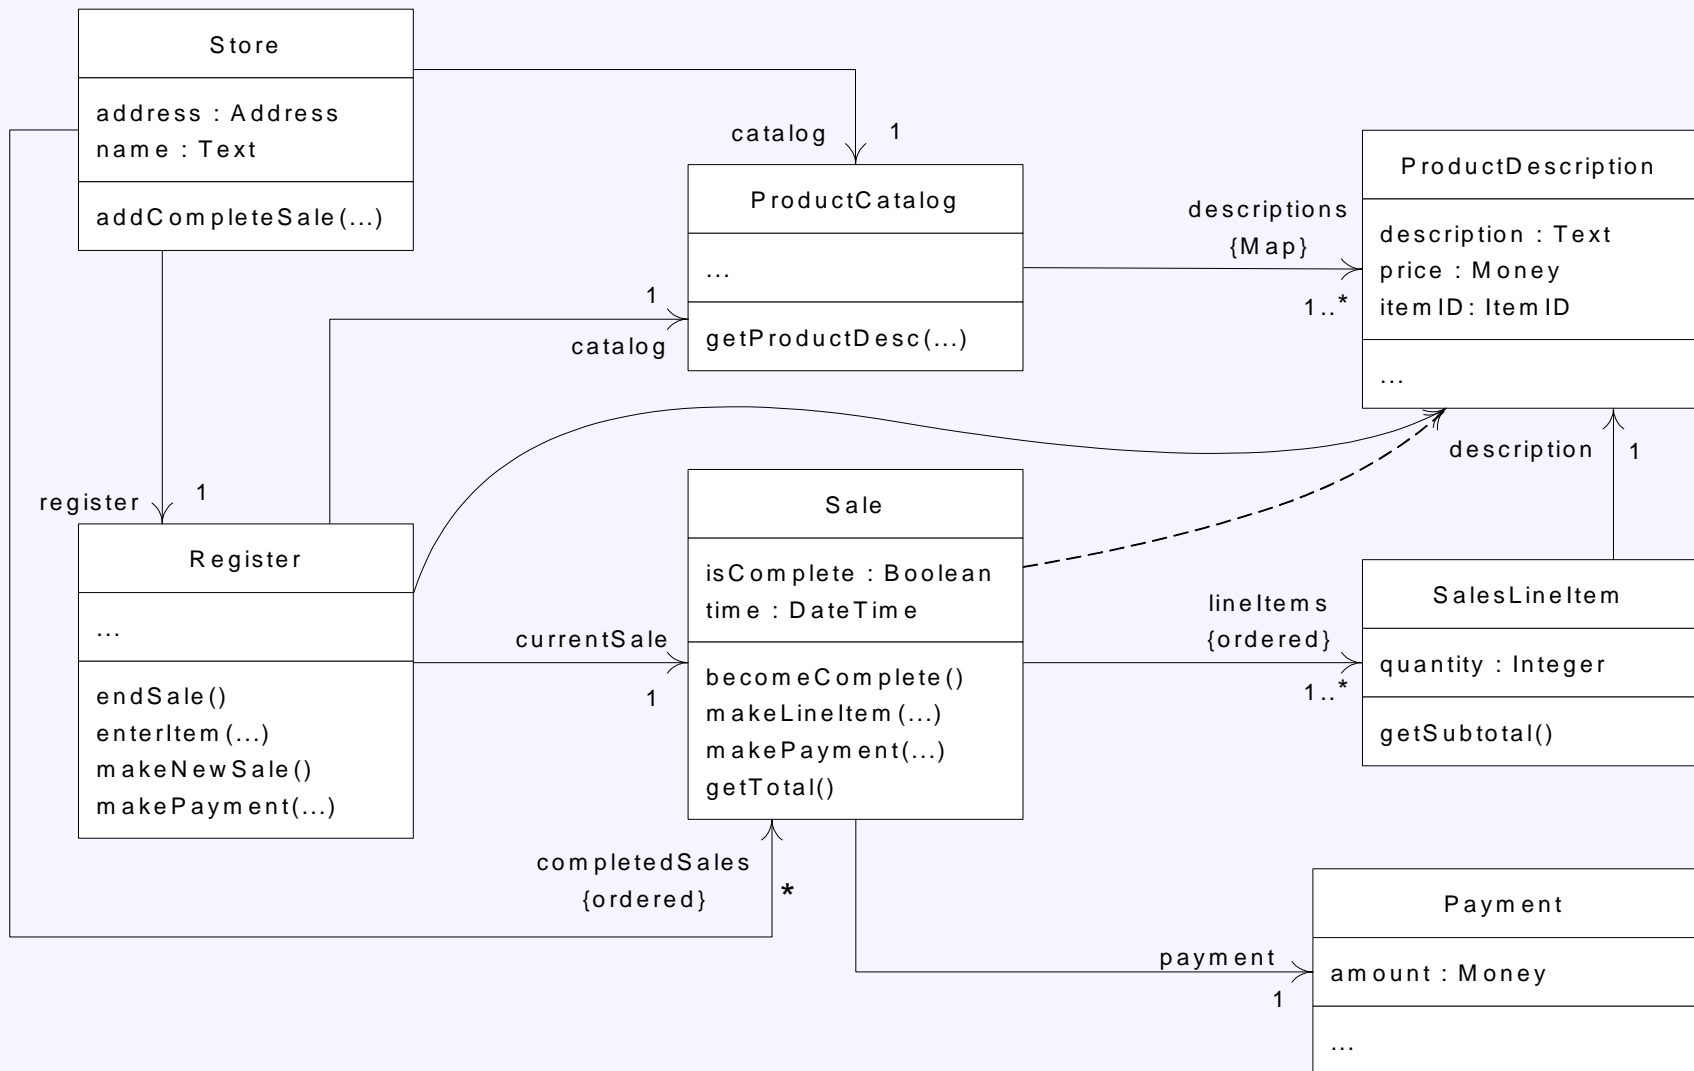 Store
address : Address
name : Text
addCompleteSale(...)
catalog
1
ProductCatalog
...
getProductDesc(...)
descriptions
{Map}
1..*
ProductDescription
description : Text
price : Money
itemID: ItemID
...
1
catalog
register
1
Register
...
endSale()
enterItem(...)
makeNewSale()
makePayment(...)
currentSale
1
Sale
isComplete : Boolean
time : DateTime
becomeComplete()
makeLineItem(...)
makePayment(...)
getTotal()
description
1
lineItems
{ordered}
1..*
SalesLineItem
quantity : Integer
getSubtotal()
completedSales
{ordered}
*
payment
1
Payment
amount : Money
...